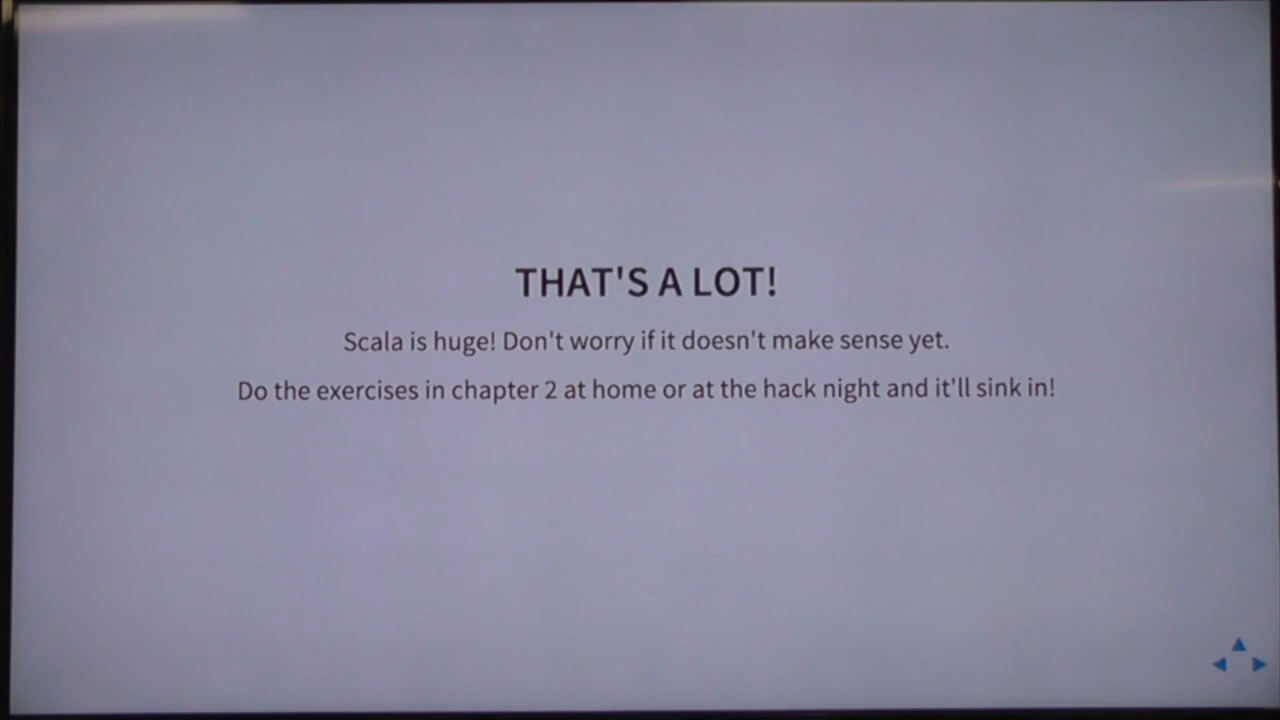 THAT'S A LOT!
Scala is huge! Don't worry if it doesn't make sense yet.
Do the exercises in chapter 2 at home or at the hack night and it'll sink in!